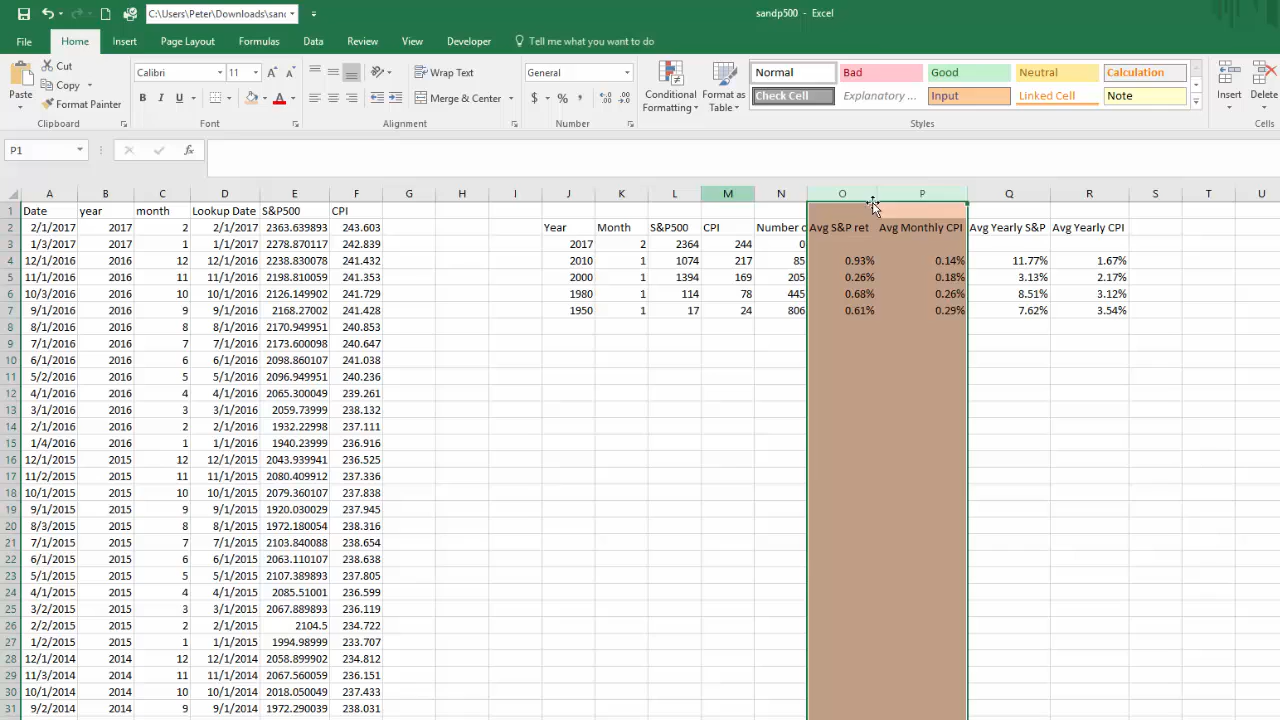 C:\Users\Peter\Downloads\sand
sandp500 - Excel
File Home Insert Page Layout Formulas Data Review View Developer Tell me what you want to do
Paste
Cut
Copy
Format Painter
Clipboard
Calibri 11
B I U
Font
Wrap Text
Merge & Center
Alignment
General
$ % ,
Number
Conditional Formatting
Format as Table
Normal Bad Good Neutral Calculation
Check Cell Explanatory ... Input Linked Cell Note
Styles
Insert Delete
Cells
P1 fx
A B C D E F G H I J K L M N O P Q R S T U
1 Date year month Lookup Date S&P500 CPI
2 2/1/2017 2017 2 2/1/2017 2363.639893 243.603 Year Month S&P500 CPI Number o Avg S&P ret Avg Monthly CPI Avg Yearly S&P Avg Yearly CPI
3 1/3/2017 2017 1 1/1/2017 2278.870117 242.839 2017 2 2364 244 0
4 12/1/2016 2016 12 12/1/2016 2238.830078 241.432 2010 1 1074 217 85 0.93% 0.14% 11.77% 1.67%
5 11/1/2016 2016 11 11/1/2016 2198.810059 241.353 2000 1 1394 169 205 0.26% 0.18% 3.13% 2.17%
6 10/3/2016 2016 10 10/1/2016 2126.149902 241.729 1980 1 114 78 445 0.68% 0.26% 8.51% 3.12%
7 9/1/2016 2016 9 9/1/2016 2168.27002 241.428 1950 1 17 24 806 0.61% 0.29% 7.62% 3.54%
8 8/1/2016 2016 8 8/1/2016 2170.949951 240.853
9 7/1/2016 2016 7 7/1/2016 2173.600098 240.647
10 6/1/2016 2016 6 6/1/2016 2098.860107 241.038
11 5/2/2016 2016 5 5/1/2016 2096.949951 240.236
12 4/1/2016 2016 4 4/1/2016 2065.300049 239.261
13 3/1/2016 2016 3 3/1/2016 2059.73999 238.132
14 2/1/2016 2016 2 2/1/2016 1932.22998 237.111
15 1/4/2016 2016 1 1/1/2016 1940.23999 236.916
16 12/1/2015 2015 12 12/1/2015 2043.939941 236.525
17 11/2/2015 2015 11 11/1/2015 2080.409912 237.336
18 10/1/2015 2015 10 10/1/2015 2079.360107 237.838
19 9/1/2015 2015 9 9/1/2015 1920.030029 237.945
20 8/3/2015 2015 8 8/1/2015 1972.180054 238.316
21 7/1/2015 2015 7 7/1/2015 2103.840088 238.654
22 6/1/2015 2015 6 6/1/2015 2063.110107 238.638
23 5/1/2015 2015 5 5/1/2015 2107.389893 237.805
24 4/1/2015 2015 4 4/1/2015 2085.51001 236.599
25 3/2/2015 2015 3 3/1/2015 2067.889893 236.119
26 2/2/2015 2015 2 2/1/2015 2104.5 234.722
27 1/2/2015 2015 1 1/1/2015 1994.98999 233.707
28 12/1/2014 2014 12 12/1/2014 2058.899902 234.812
29 11/3/2014 2014 11 11/1/2014 2067.560059 236.151
30 10/1/2014 2014 10 10/1/2014 2018.050049 237.433
31 9/2/2014 2014 9 9/1/2014 1972.290039 238.031